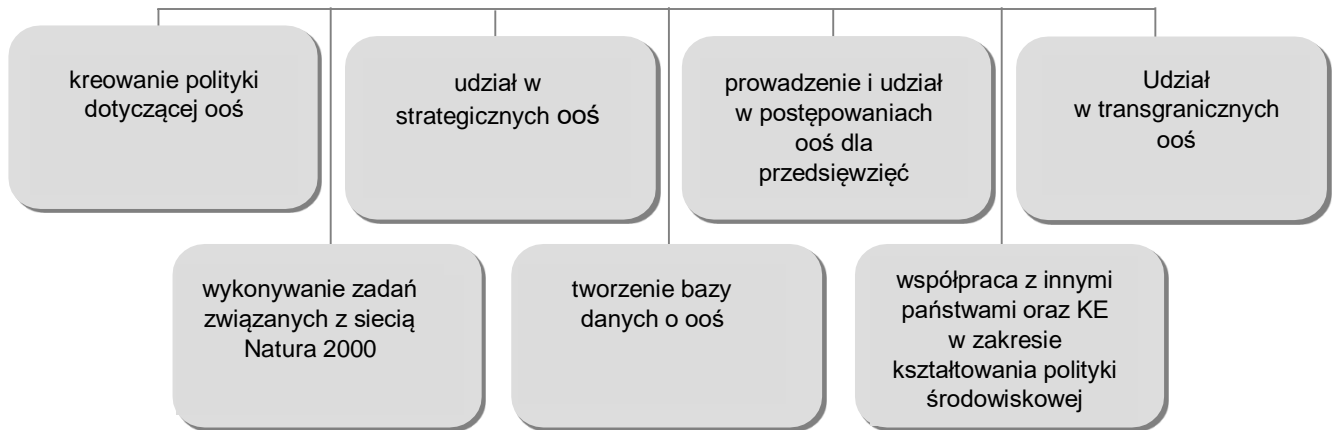 kreowanie polityki
dotyczącej ooś
udział w
strategicznych ooś
prowadzenie i udział
w postępowaniach
ooś dla
przedsięwzięć
Udział
w transgranicznych
ooś
wykonywanie zadań
związanych z siecią
Natura 2000
tworzenie bazy
danych o ooś
współpraca z innymi
państwami oraz KE
w zakresie
kształtowania polityki
środowiskowej